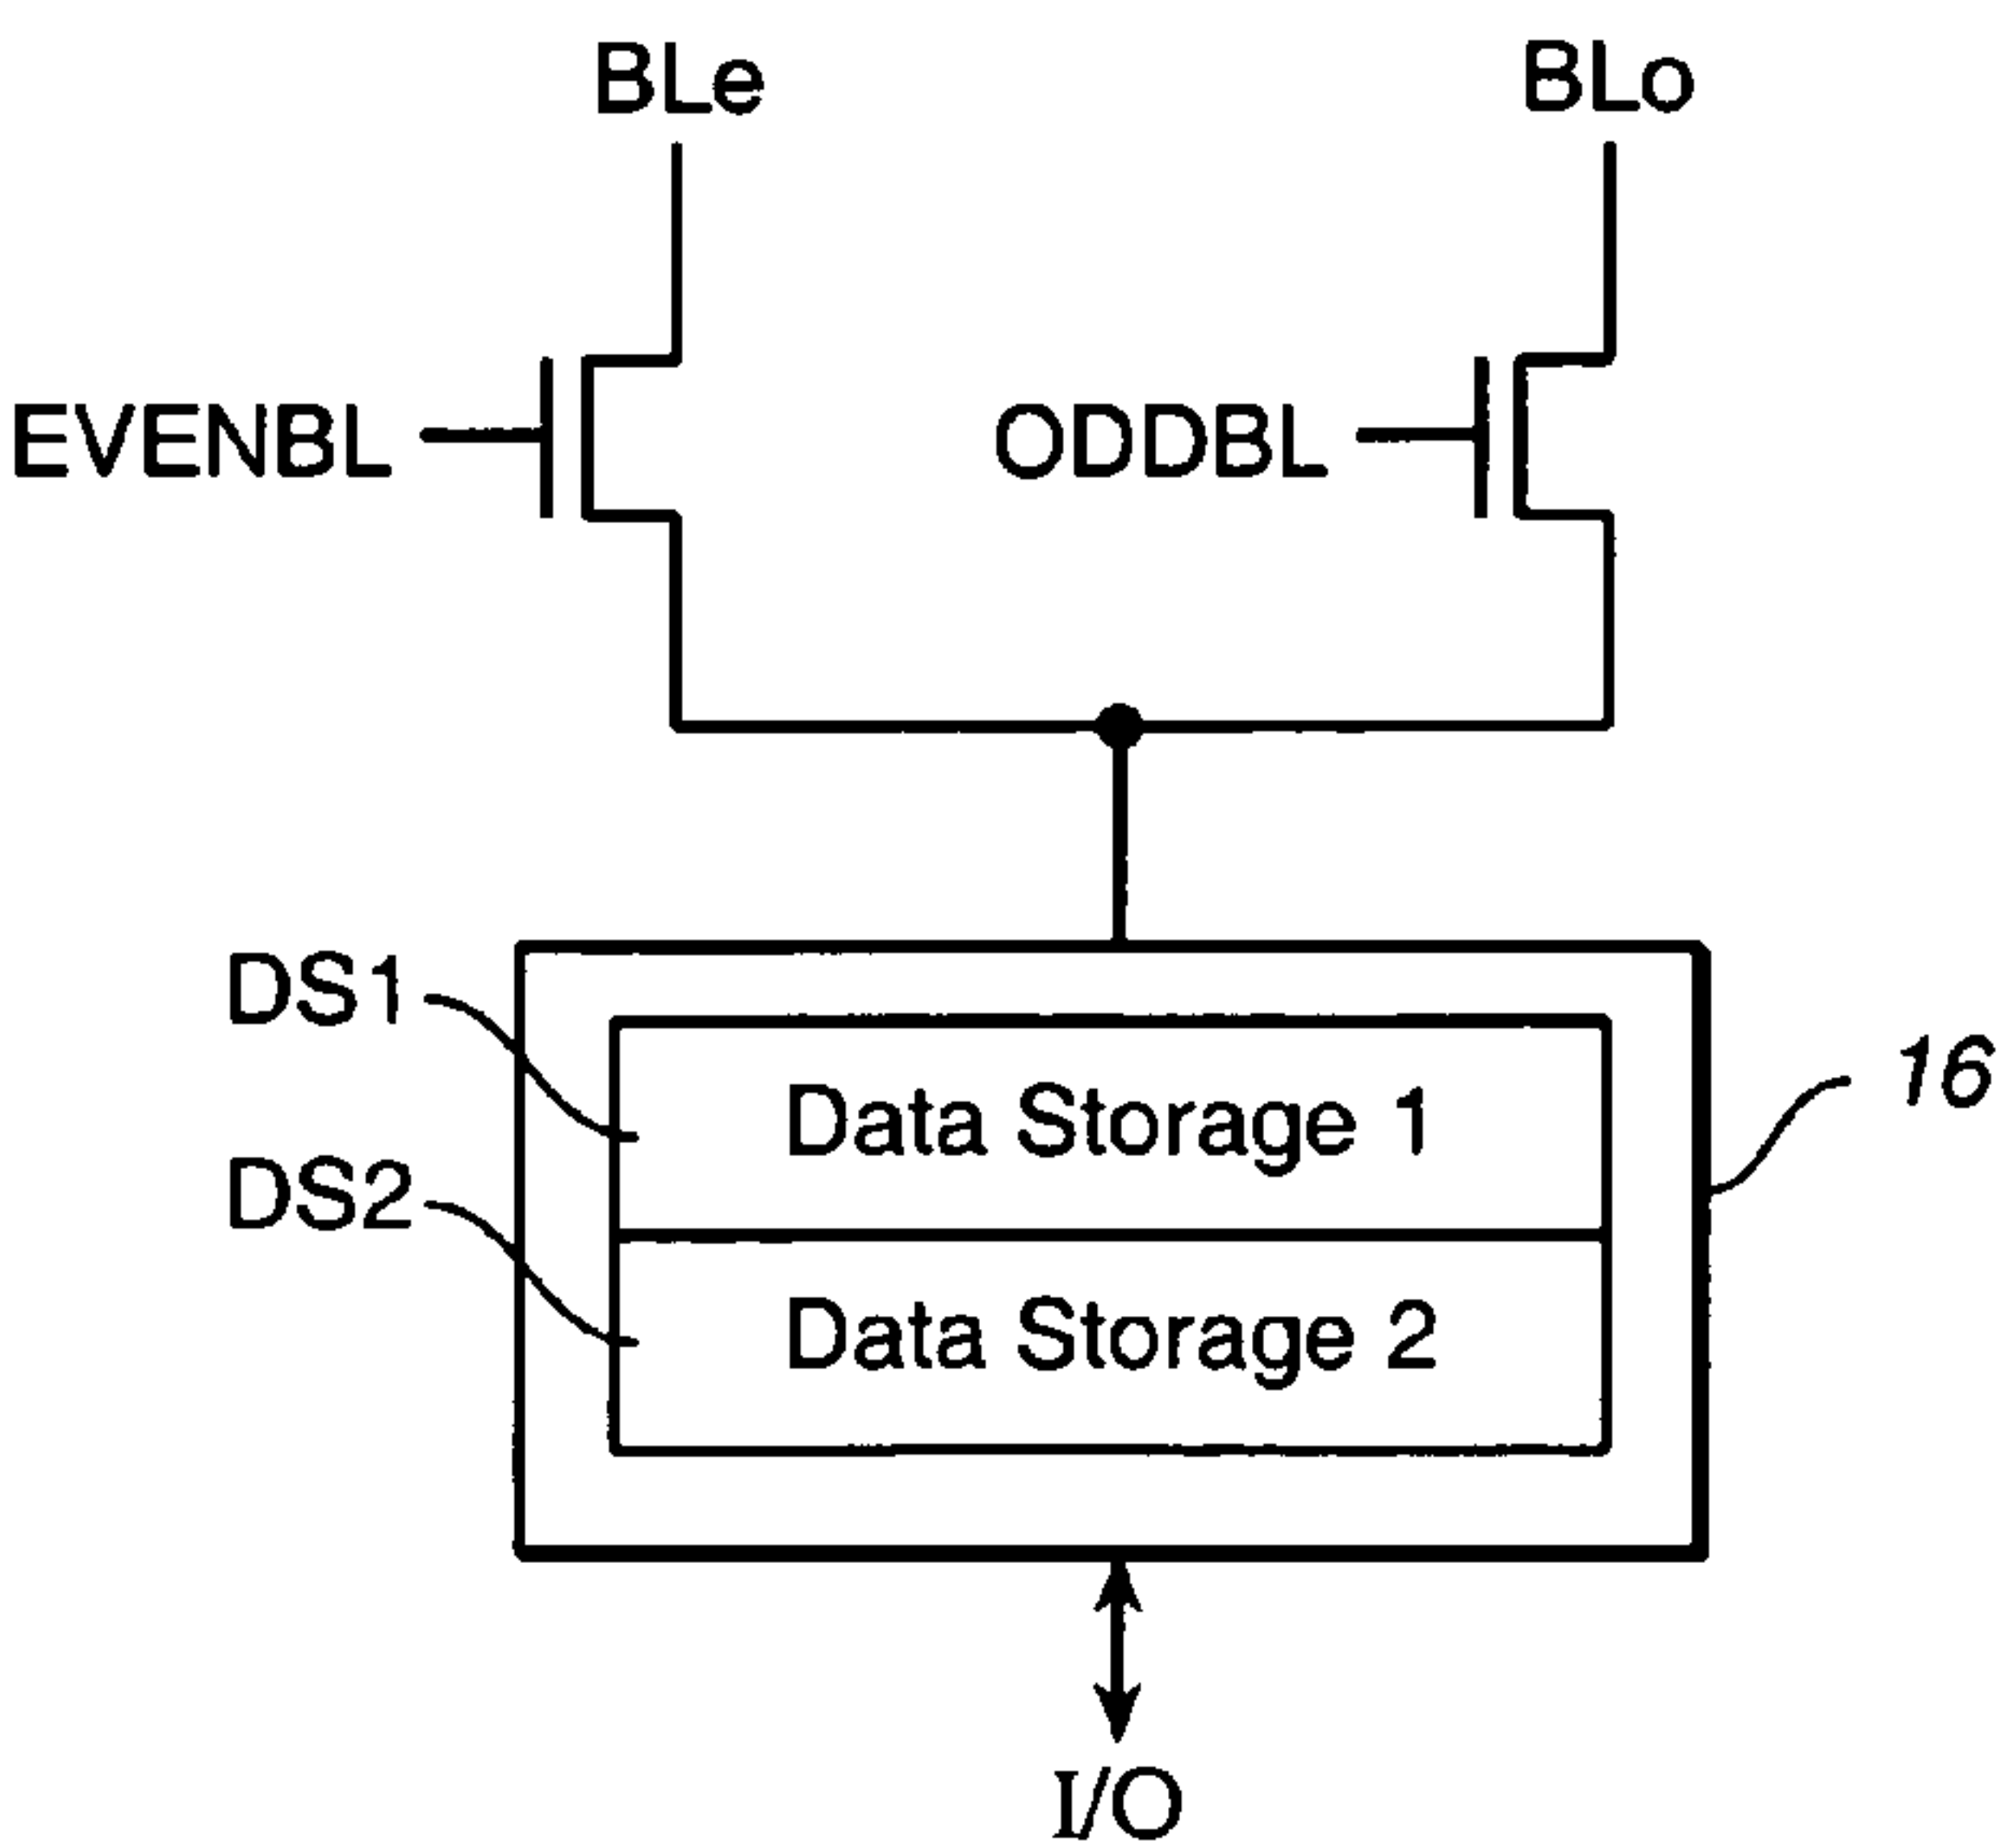 BLe
BLo
EVENBL
ODDBL
DS1
Data Storage 1
16
DS2
Data Storage 2
I/O